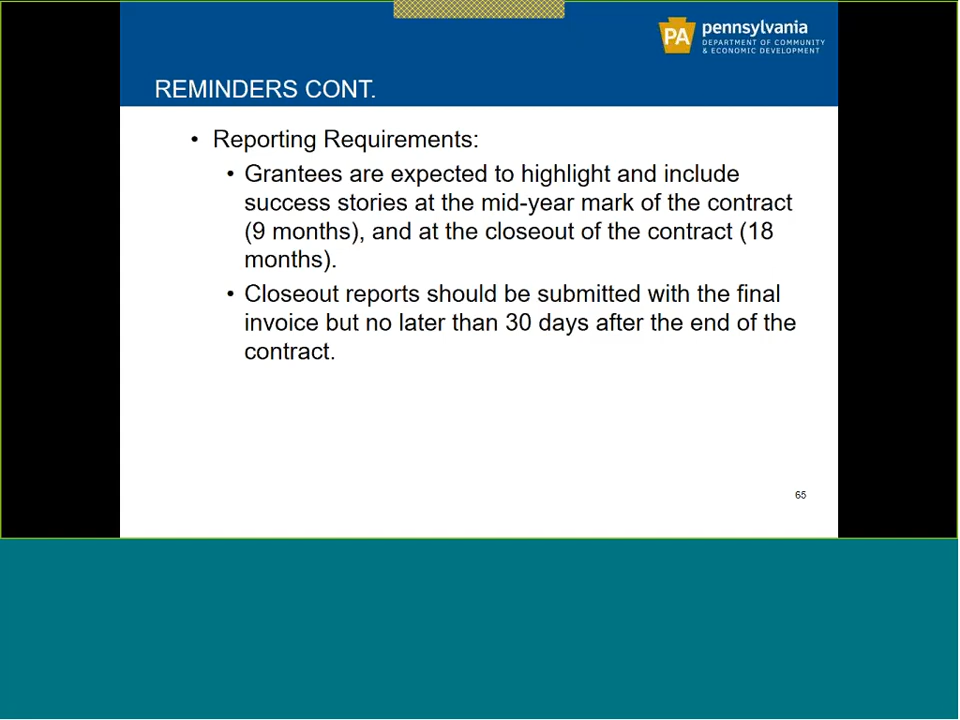 PA
pennsylvania
DEPARTMENT OF COMMUNITY
& ECONOMIC DEVELOPMENT
REMINDERS CONT.
• Reporting Requirements:
• Grantees are expected to highlight and include
success stories at the mid-year mark of the contract
(9 months), and at the closeout of the contract (18
months).
• Closeout reports should be submitted with the final
invoice but no later than 30 days after the end of the
contract.
65